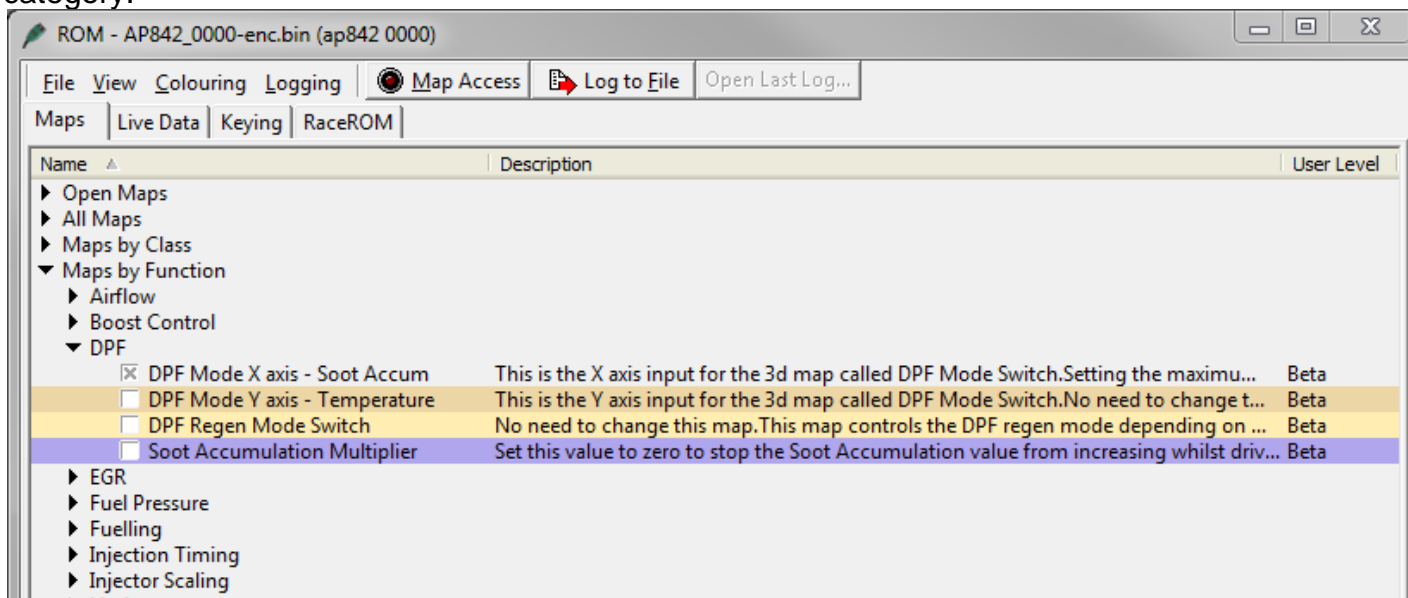 category.
ROM - AP842_0000-enc.bin (ap842 0000)
File View Colouring Logging Map Access Log to File Open Last Log...
Maps Live Data Keying RaceROM
Name Description User Level
Open Maps
All Maps
Maps by Class
Maps by Function
Airflow
Boost Control
DPF
DPF Mode X axis - Soot Accum This is the X axis input for the 3d map called DPF Mode Switch.Setting the maximu... Beta
DPF Mode Y axis - Temperature This is the Y axis input for the 3d map called DPF Mode Switch.No need to change t... Beta
DPF Regen Mode Switch No need to change this map.This map controls the DPF regen mode depending on ... Beta
Soot Accumulation Multiplier Set this value to zero to stop the Soot Accumulation value from increasing whilst driv... Beta
EGR
Fuel Pressure
Fuelling
Injection Timing
Injector Scaling